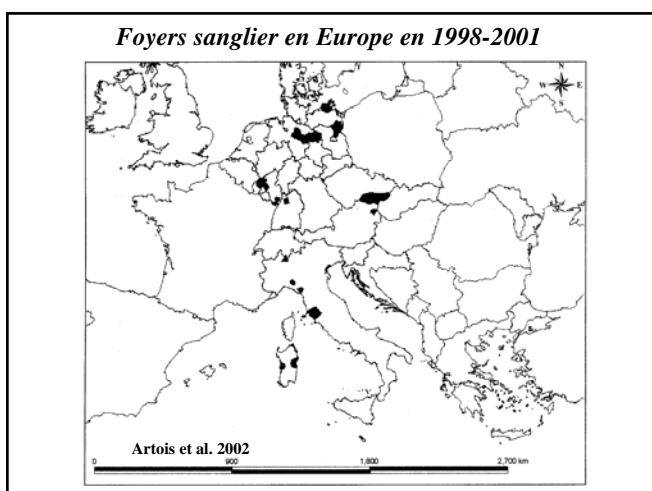 Foyers sanglier en Europe en 1998-2001
N
W E
S
Artois et al. 2002
0 900 1,800 2,700 km